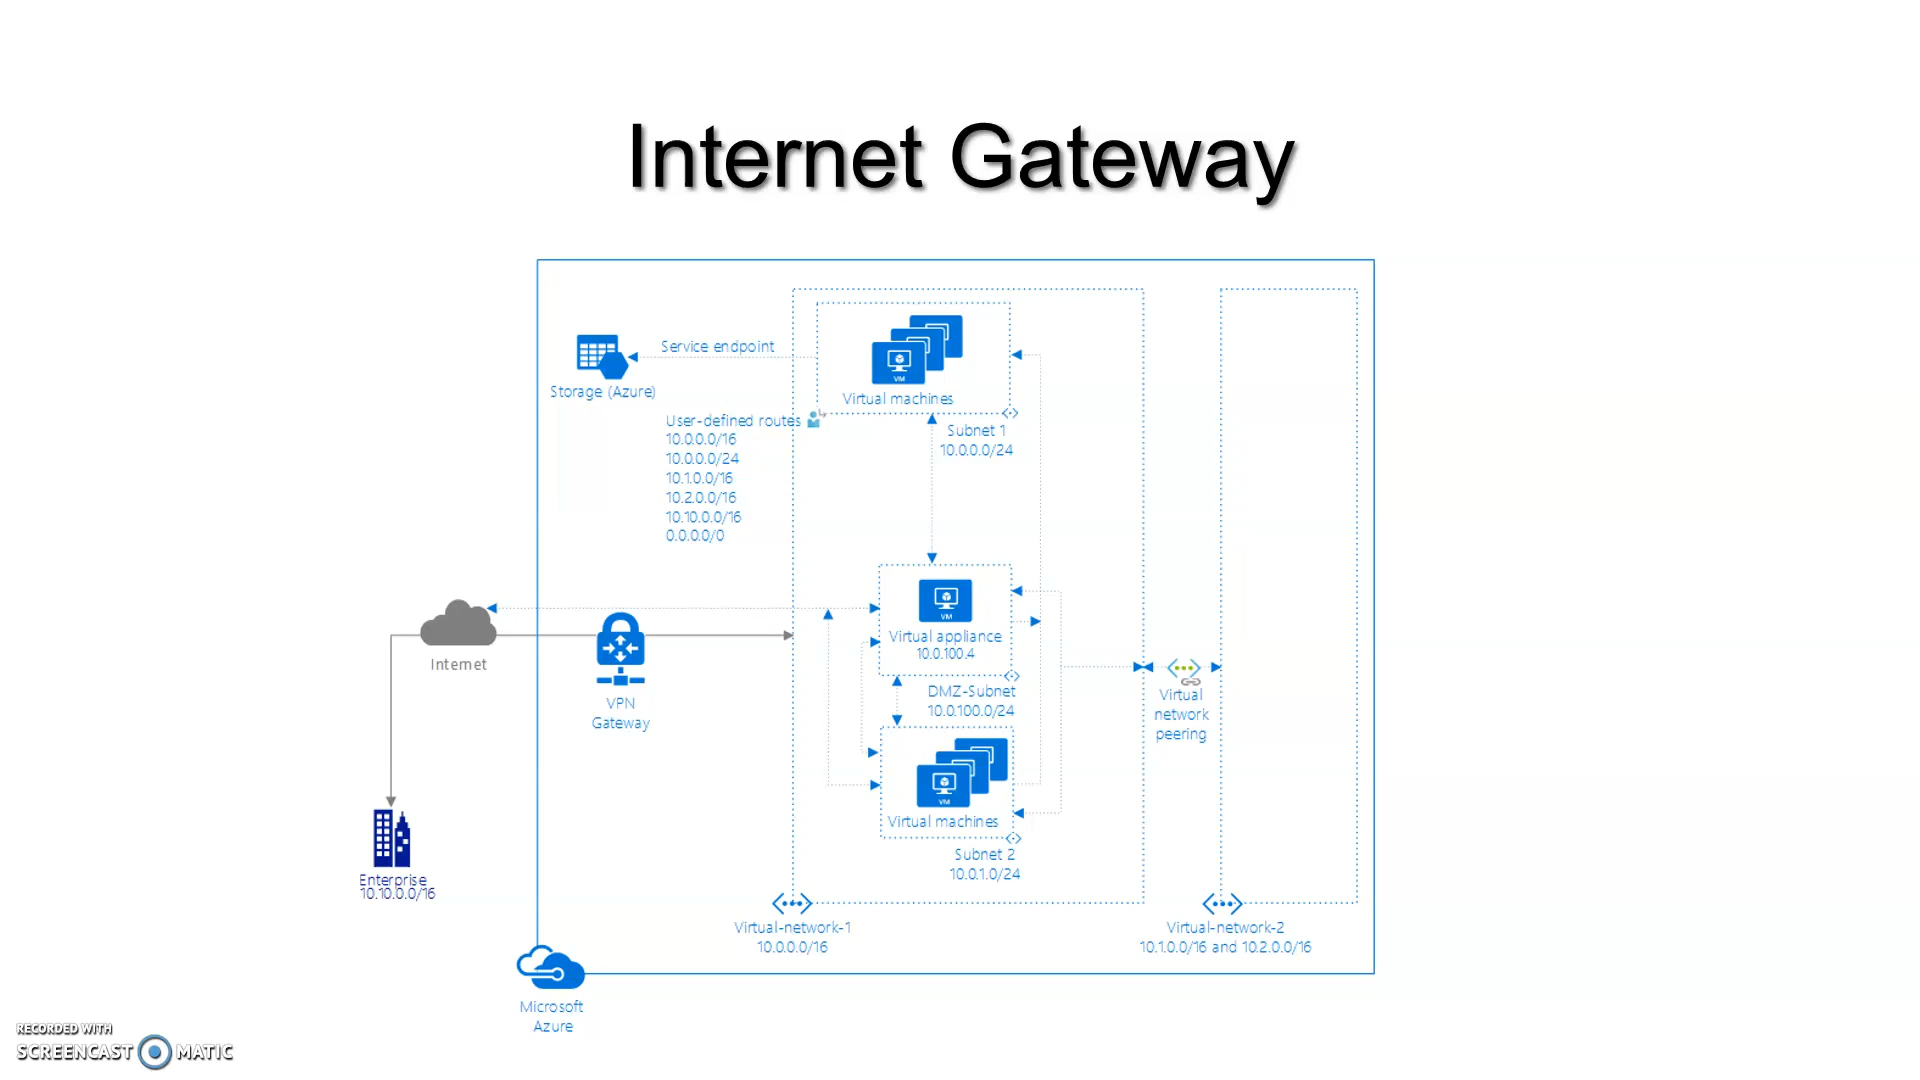 Internet Gateway
Service endpoint
VM
Storage (Azure)
Virtual machines
User-defined routes
10.0.0.0/16
10.0.0.0/24
10.1.0.0/16
10.2.0.0/16
10.10.0.0/16
0.0.0.0/0
Subnet 1
10.0.0.0/24
VM
Virtual appliance
10.0.100.4
Internet
VPN
Gateway
DMZ-Subnet
10.0.100.0/24
Virtual
network
peering
VM
Virtual machines
Subnet 2
10.0.1.0/24
Enterprise
10.10.0.0/16
Virtual-network-1
10.0.0.0/16
Virtual-network-2
10.1.0.0/16 and 10.2.0.0/16
Microsoft
Azure
RECORDED WITH
SCREENCAST MATIC